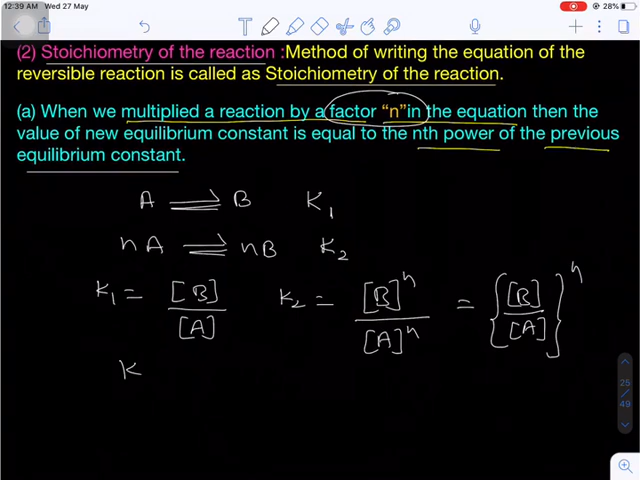 12:39 AM Wed 27 May 28%
(2) Stoichiometry of the reaction :Method of writing the equation of the
reversible reaction is called as Stoichiometry of the reaction.
(a) When we multiplied a reaction by a factor “n”in the equation then the
value of new equilibrium constant is equal to the nth power of the previous
equilibrium constant.
A ⇌ B K₁
nA ⇌ nB K₂
K₁ = [B]/[A] K₂ = [B]ⁿ/[A]ⁿ = {[B]/[A]}ⁿ
K
25
/
49